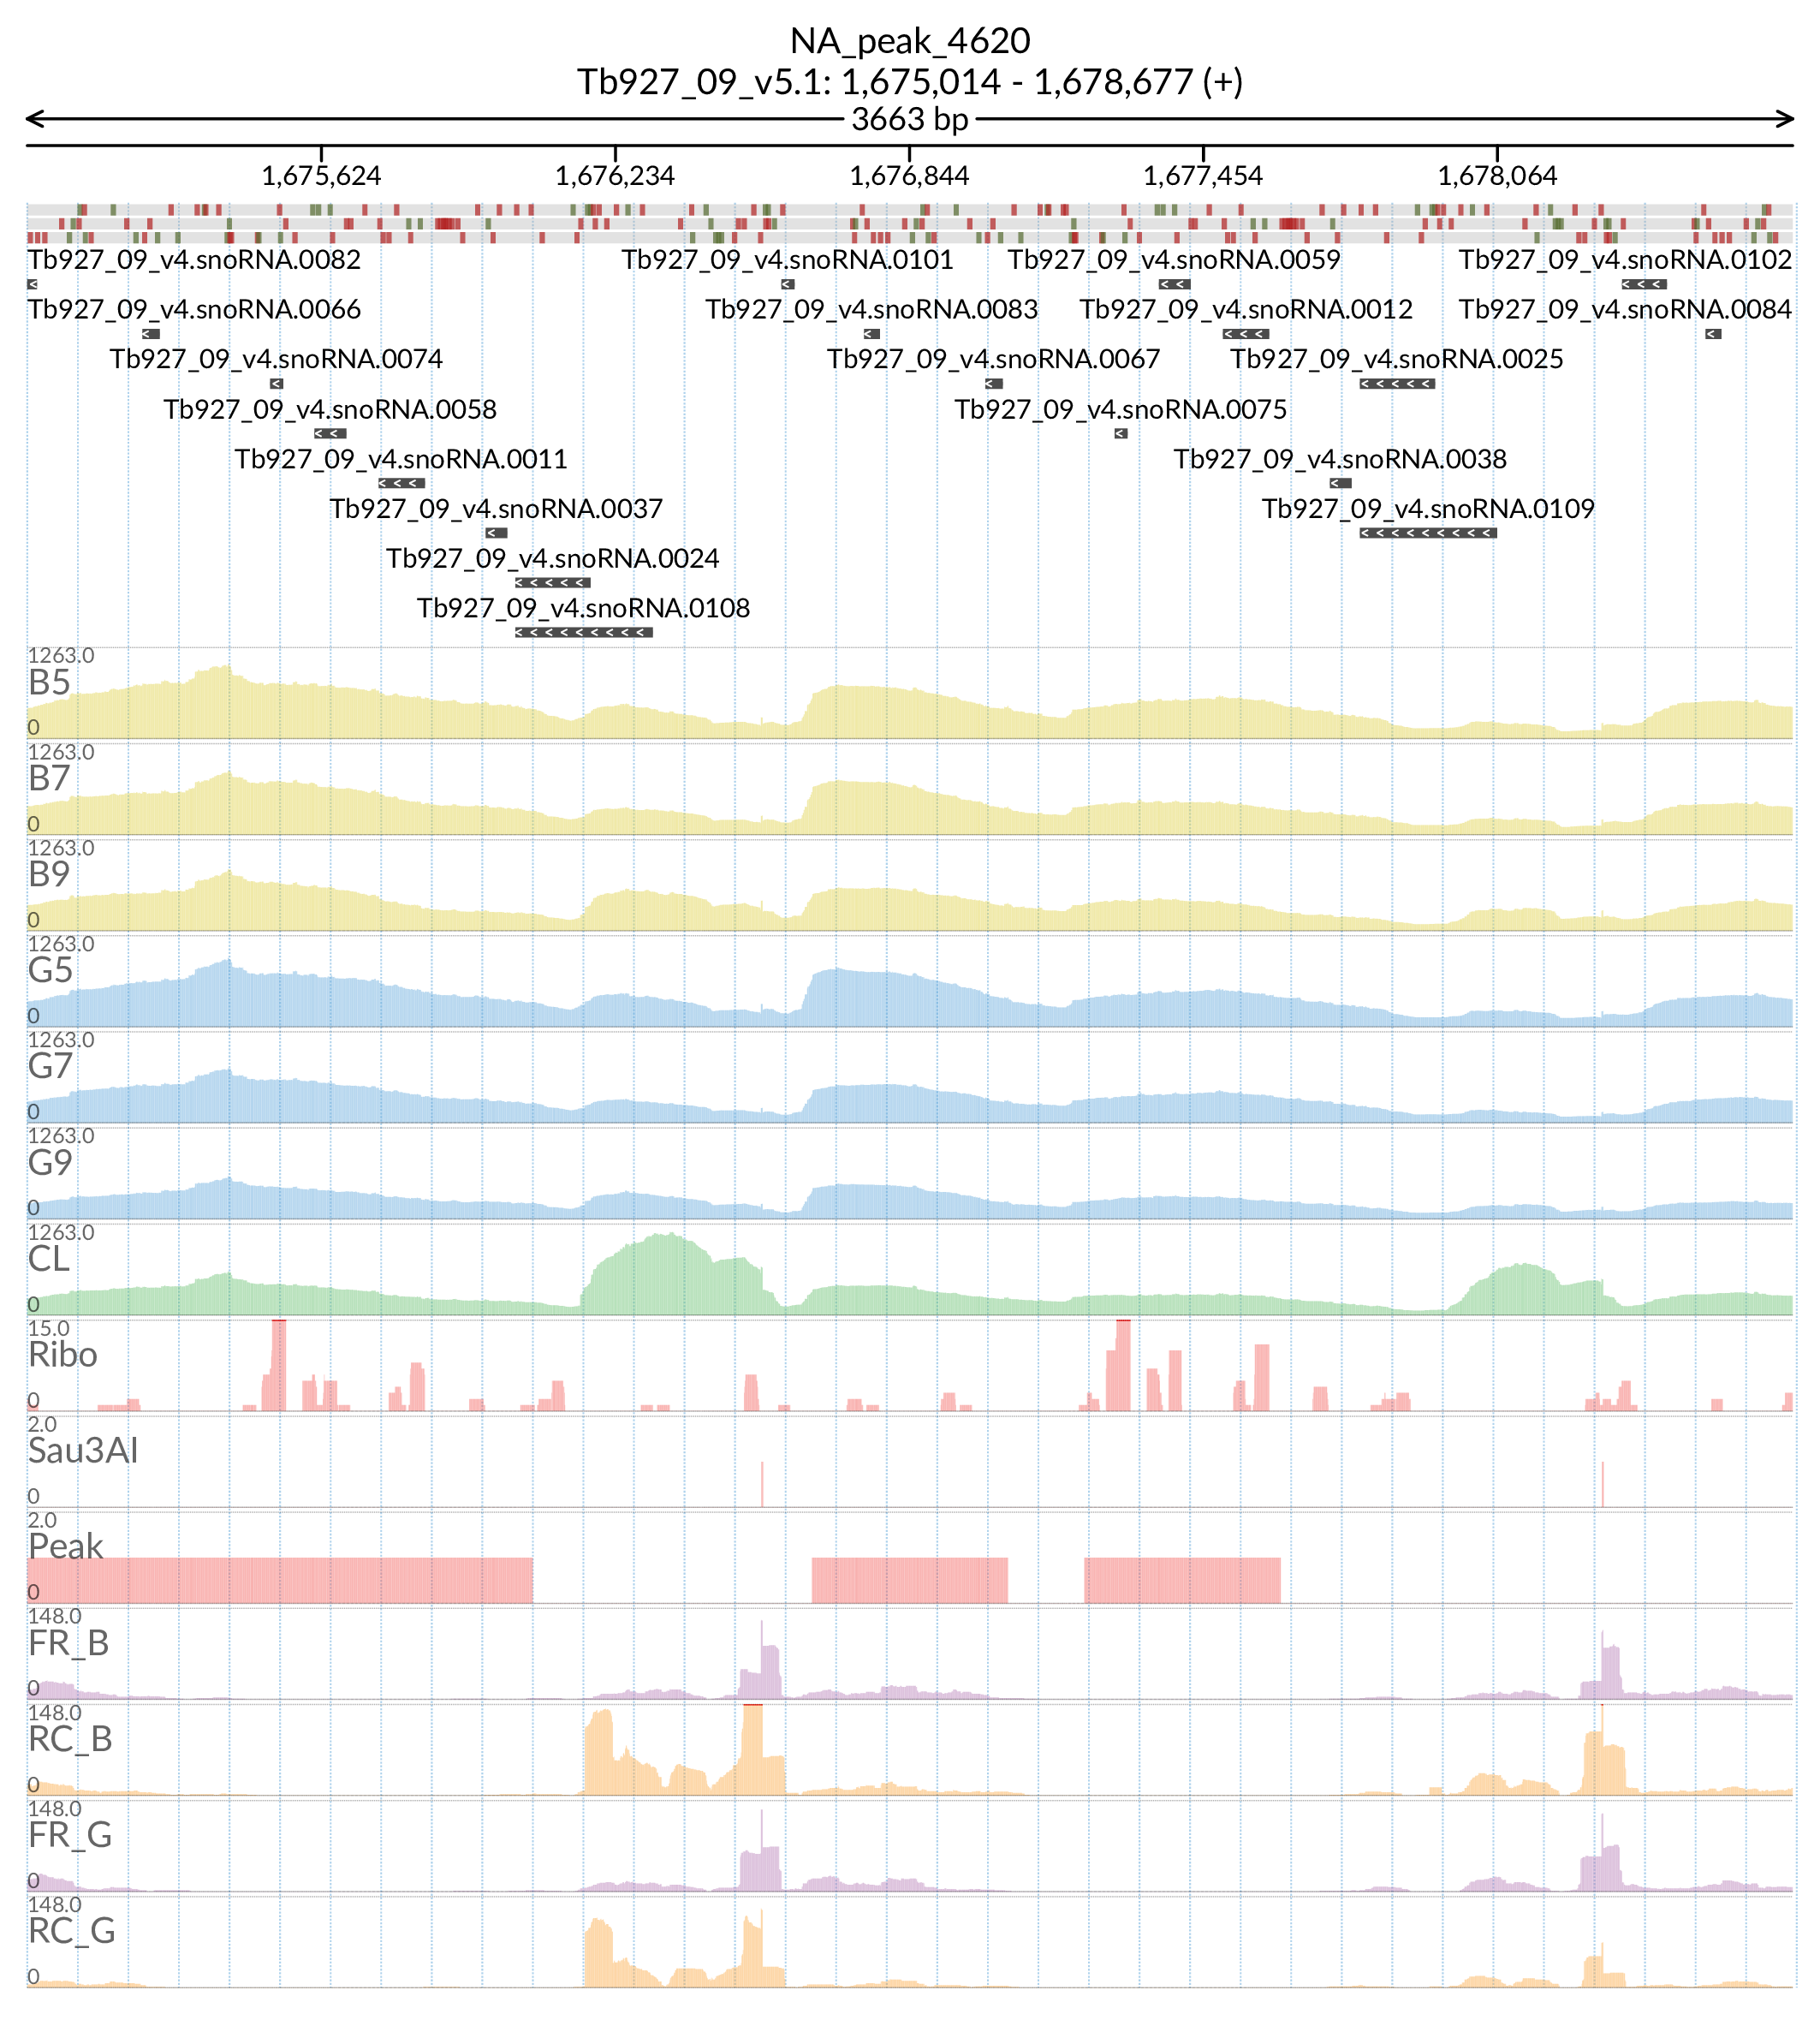 NA_peak_4620
Tb927_09_v5.1: 1,675,014 - 1,678,677 (+)
3663 bp
1,675,624 1,676,234 1,676,844 1,677,454 1,678,064
Tb927_09_v4.snoRNA.0082 Tb927_09_v4.snoRNA.0101 Tb927_09_v4.snoRNA.0059 Tb927_09_v4.snoRNA.0102
Tb927_09_v4.snoRNA.0066 Tb927_09_v4.snoRNA.0083 Tb927_09_v4.snoRNA.0012 Tb927_09_v4.snoRNA.0084
Tb927_09_v4.snoRNA.0074 Tb927_09_v4.snoRNA.0067 Tb927_09_v4.snoRNA.0025
Tb927_09_v4.snoRNA.0058 Tb927_09_v4.snoRNA.0075
Tb927_09_v4.snoRNA.0011 Tb927_09_v4.snoRNA.0038
Tb927_09_v4.snoRNA.0037 Tb927_09_v4.snoRNA.0109
Tb927_09_v4.snoRNA.0024
Tb927_09_v4.snoRNA.0108
1263.0
B5
0
1263.0
B7
0
1263.0
B9
0
1263.0
G5
0
1263.0
G7
0
1263.0
G9
0
1263.0
CL
0
15.0
Ribo
0
2.0
Sau3AI
0
2.0
Peak
0
148.0
FR_B
0
148.0
RC_B
0
148.0
FR_G
0
148.0
RC_G
0